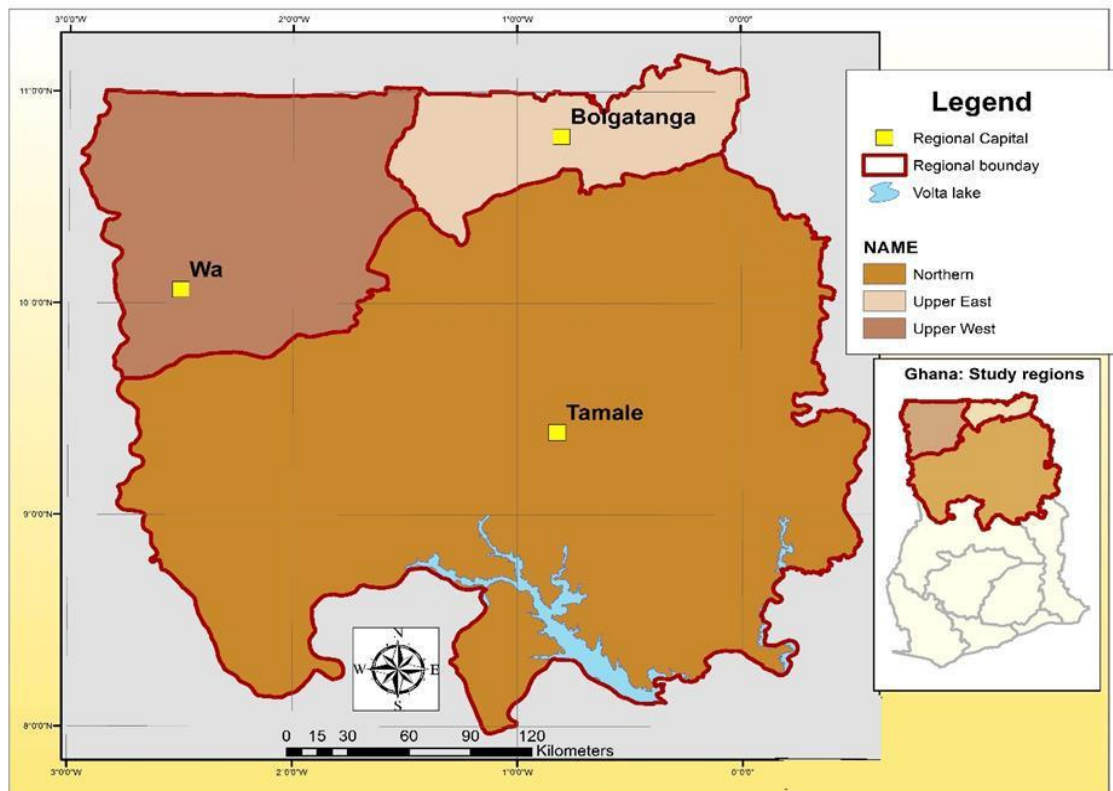 3°0'0"W 2°0'0"W 1°0'0"W 0°0'0"
11°0'0"N
10°0'0"N
9°0'0"N
8°0'0"N
Bolgatanga
Wa
Tamale
N
W E
S
0 15 30 60 90 120
Kilometers
3°0'0"W 2°0'0"W 1°0'0"W 0°0'0"
Legend
Regional Capital
Regional bounday
Volta lake
NAME
Northern
Upper East
Upper West
Ghana: Study regions